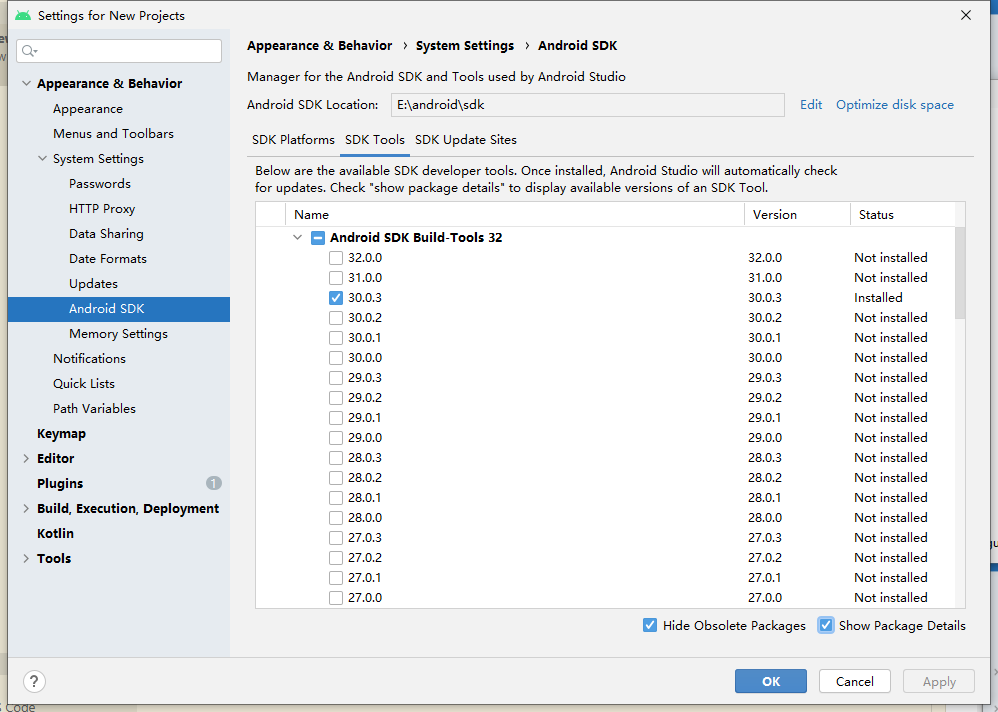 Settings for New Projects
Appearance & Behavior
Appearance
Menus and Toolbars
System Settings
Passwords
HTTP Proxy
Data Sharing
Date Formats
Updates
Android SDK
Memory Settings
Notifications
Quick Lists
Path Variables
Keymap
Editor
Plugins 1
Build, Execution, Deployment
Kotlin
Tools
Appearance & Behavior › System Settings › Android SDK
Manager for the Android SDK and Tools used by Android Studio
Android SDK Location: E:\android\sdk Edit Optimize disk space
SDK Platforms SDK Tools SDK Update Sites
Below are the available SDK developer tools. Once installed, Android Studio will automatically check
for updates. Check "show package details" to display available versions of an SDK Tool.
Name Version Status
Android SDK Build-Tools 32
32.0.0 32.0.0 Not installed
31.0.0 31.0.0 Not installed
30.0.3 30.0.3 Installed
30.0.2 30.0.2 Not installed
30.0.1 30.0.1 Not installed
30.0.0 30.0.0 Not installed
29.0.3 29.0.3 Not installed
29.0.2 29.0.2 Not installed
29.0.1 29.0.1 Not installed
29.0.0 29.0.0 Not installed
28.0.3 28.0.3 Not installed
28.0.2 28.0.2 Not installed
28.0.1 28.0.1 Not installed
28.0.0 28.0.0 Not installed
27.0.3 27.0.3 Not installed
27.0.2 27.0.2 Not installed
27.0.1 27.0.1 Not installed
27.0.0 27.0.0 Not installed
Hide Obsolete Packages Show Package Details
? OK Cancel Apply
Code